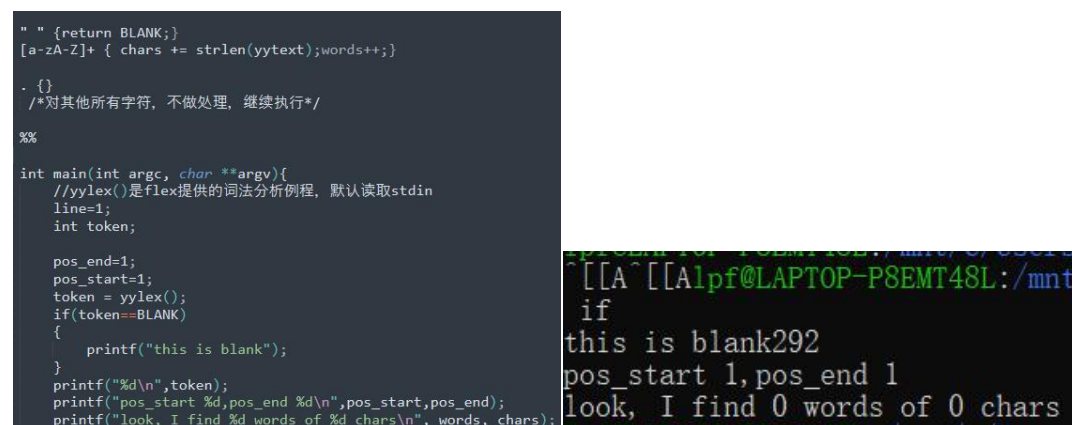 " " {return BLANK;}
[a-zA-Z]+ { chars += strlen(yytext);words++;}
. {}
/*对其他所有字符, 不做处理, 继续执行*/
%%
int main(int argc, char **argv){
//yylex()是flex提供的词法分析例程, 默认读取stdin
line=1;
int token;
pos_end=1;
pos_start=1;
token = yylex();
if(token==BLANK)
{
printf("this is blank");
}
printf("%d\n",token);
printf("pos_start %d,pos_end %d\n",pos_start,pos_end);
printf("look, I find %d words of %d chars\n", words, chars);
^[[A^[[Alpf@LAPTOP-P8EMT48L:/mnt
if
this is blank292
pos_start 1,pos_end 1
look, I find 0 words of 0 chars